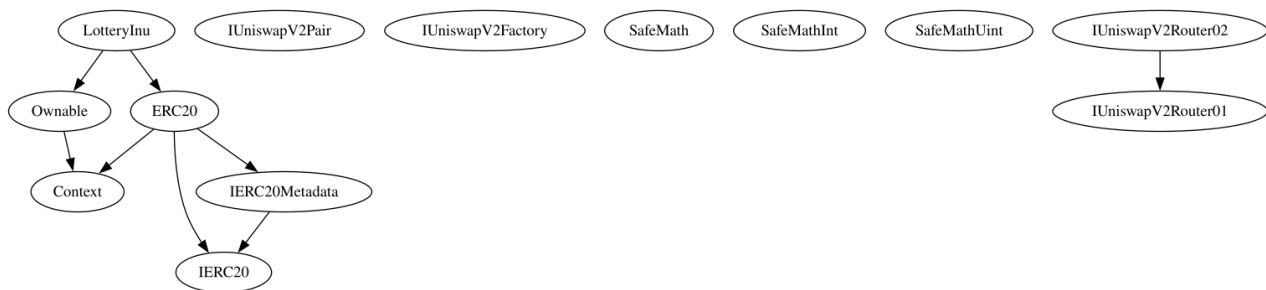 LotteryInu IUniswapV2Pair IUniswapV2Factory SafeMath SafeMathInt SafeMathUint IUniswapV2Router02
Ownable ERC20 IUniswapV2Router01
Context IERC20Metadata
IERC20